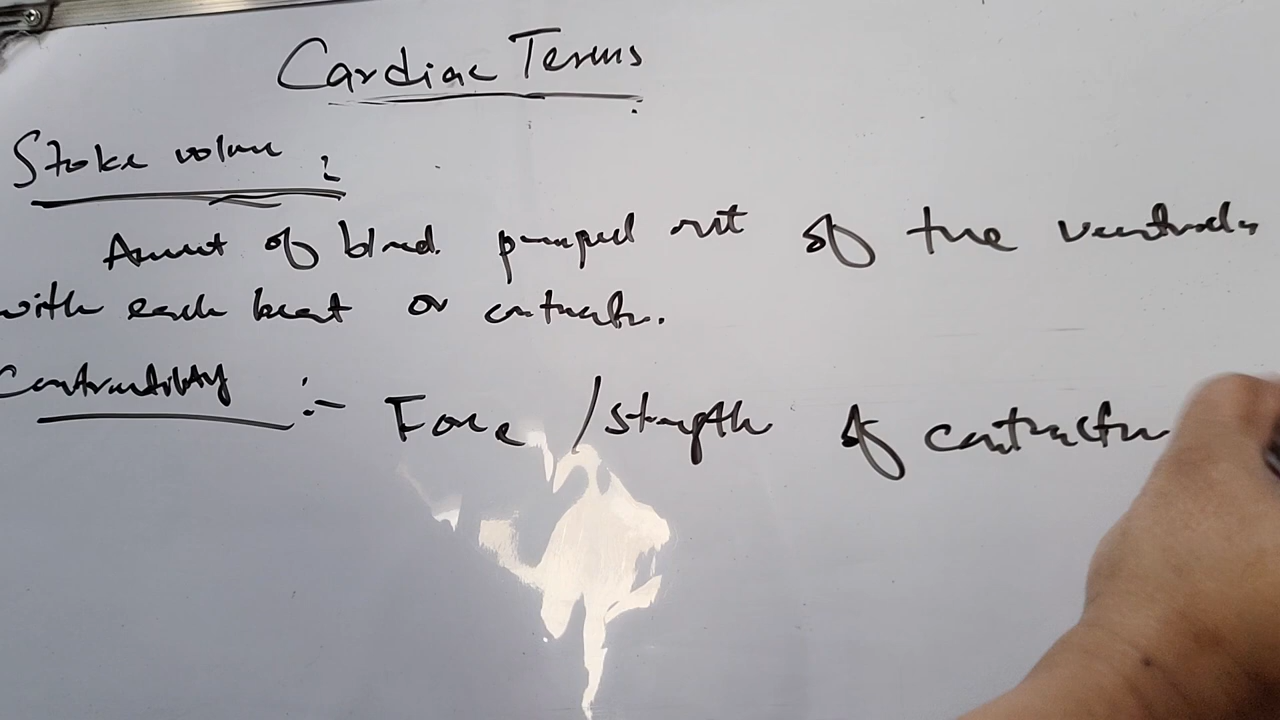 Cardiac Terms
Stroke volume :
Amount of blood pumped out of the ventricles
with each beat or contraction.
Contractility :- Force / strength of contraction